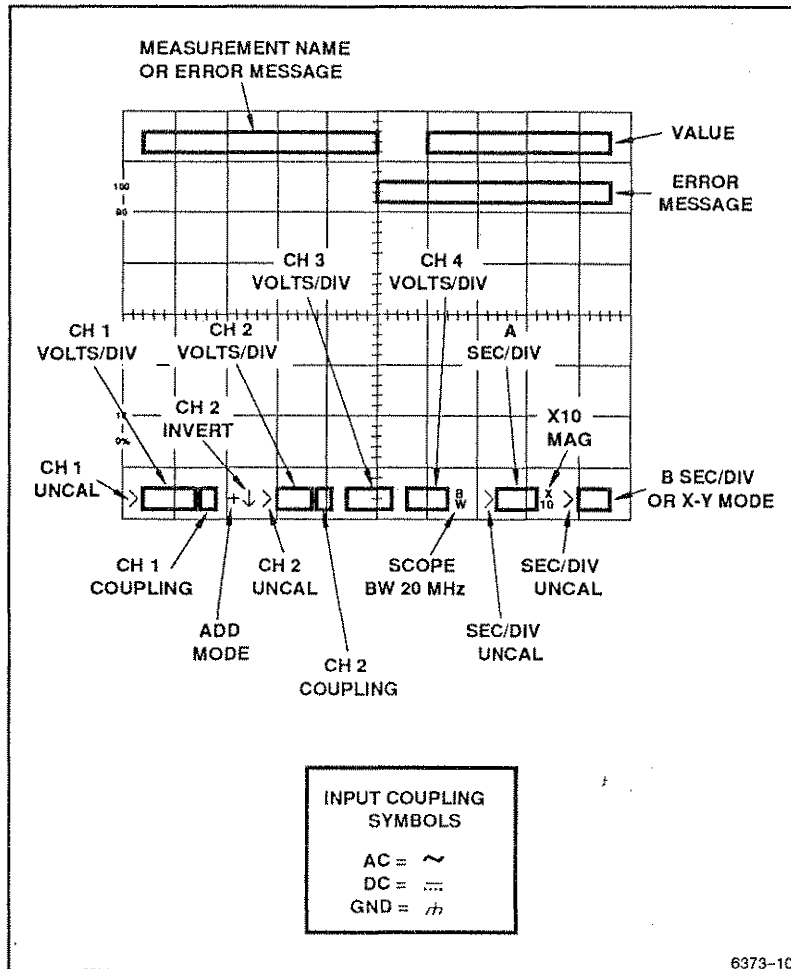 MEASUREMENT NAME
OR ERROR MESSAGE
VALUE
ERROR
MESSAGE
100
90
CH 3
VOLTS/DIV
CH 4
VOLTS/DIV
CH 1
VOLTS/DIV
CH 2
VOLTS/DIV
A
SEC/DIV
CH 2
INVERT
X10
MAG
0%
CH 1
UNCAL
> + ↓ > BW > X10 >
B SEC/DIV
OR X-Y MODE
CH 1
COUPLING
CH 2
UNCAL
SCOPE
BW 20 MHz
SEC/DIV
UNCAL
ADD
MODE
SEC/DIV
UNCAL
CH 2
COUPLING
INPUT COUPLING
SYMBOLS
AC = ~
DC = ⎓
GND =
6373-10